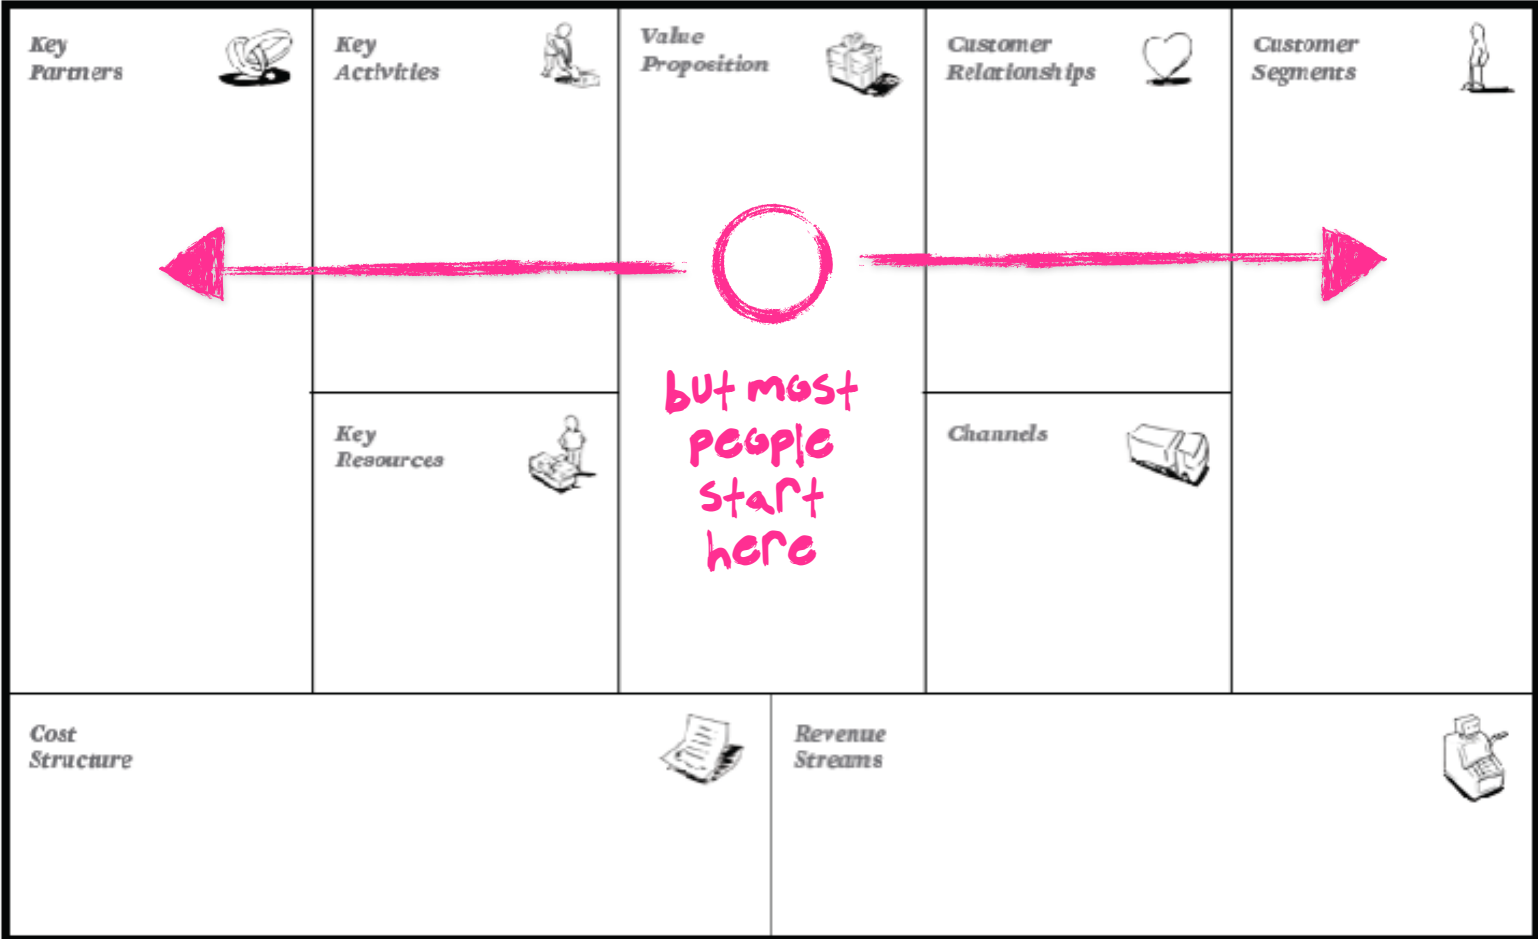 Key
Partners
Key
Activities
Value
Proposition
Customer
Relationships
Customer
Segments
but most
people
start
here
Key
Resources
Channels
Cost
Structure
Revenue
Streams